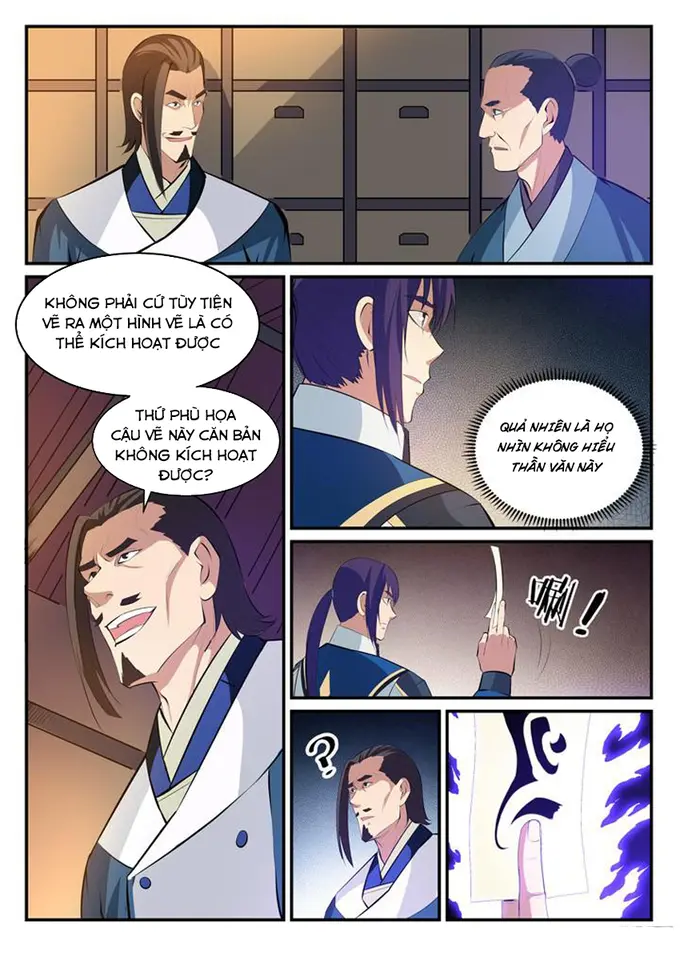 KHÔNG PHẢI CỨ TÙY TIỆN
VẼ RA MỘT HÌNH VẼ LÀ CÓ
THỂ KÍCH HOẠT ĐƯỢC
THỨ PHÙ HỌA
CẬU VẼ NÀY CĂN BẢN
KHÔNG KÍCH HOẠT
ĐƯỢC?
QUẢ NHIÊN LÀ HỌ
NHÌN KHÔNG HIỂU
THẦN VĂN NÀY
唰!
?